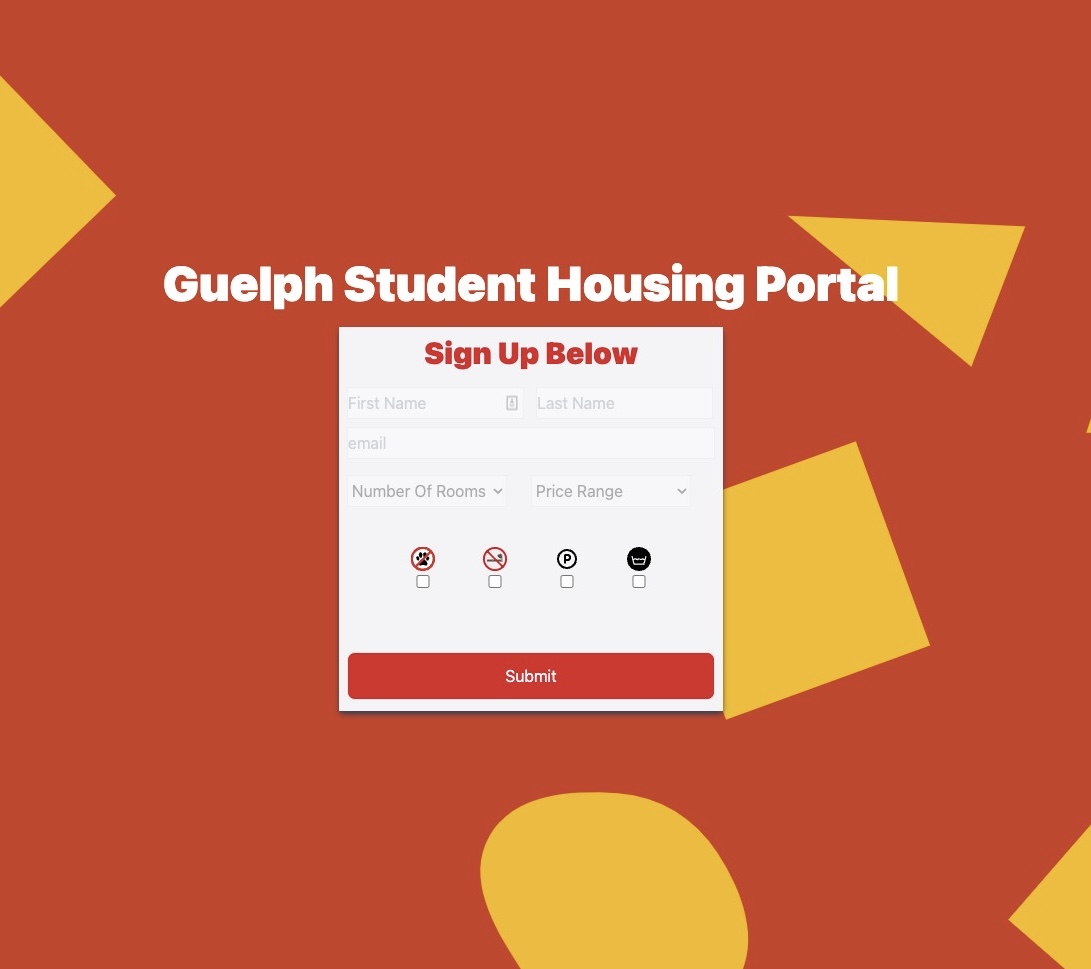 Guelph Student Housing Portal
Sign Up Below
First Name Last Name
email
Number Of Rooms Price Range
P
Submit